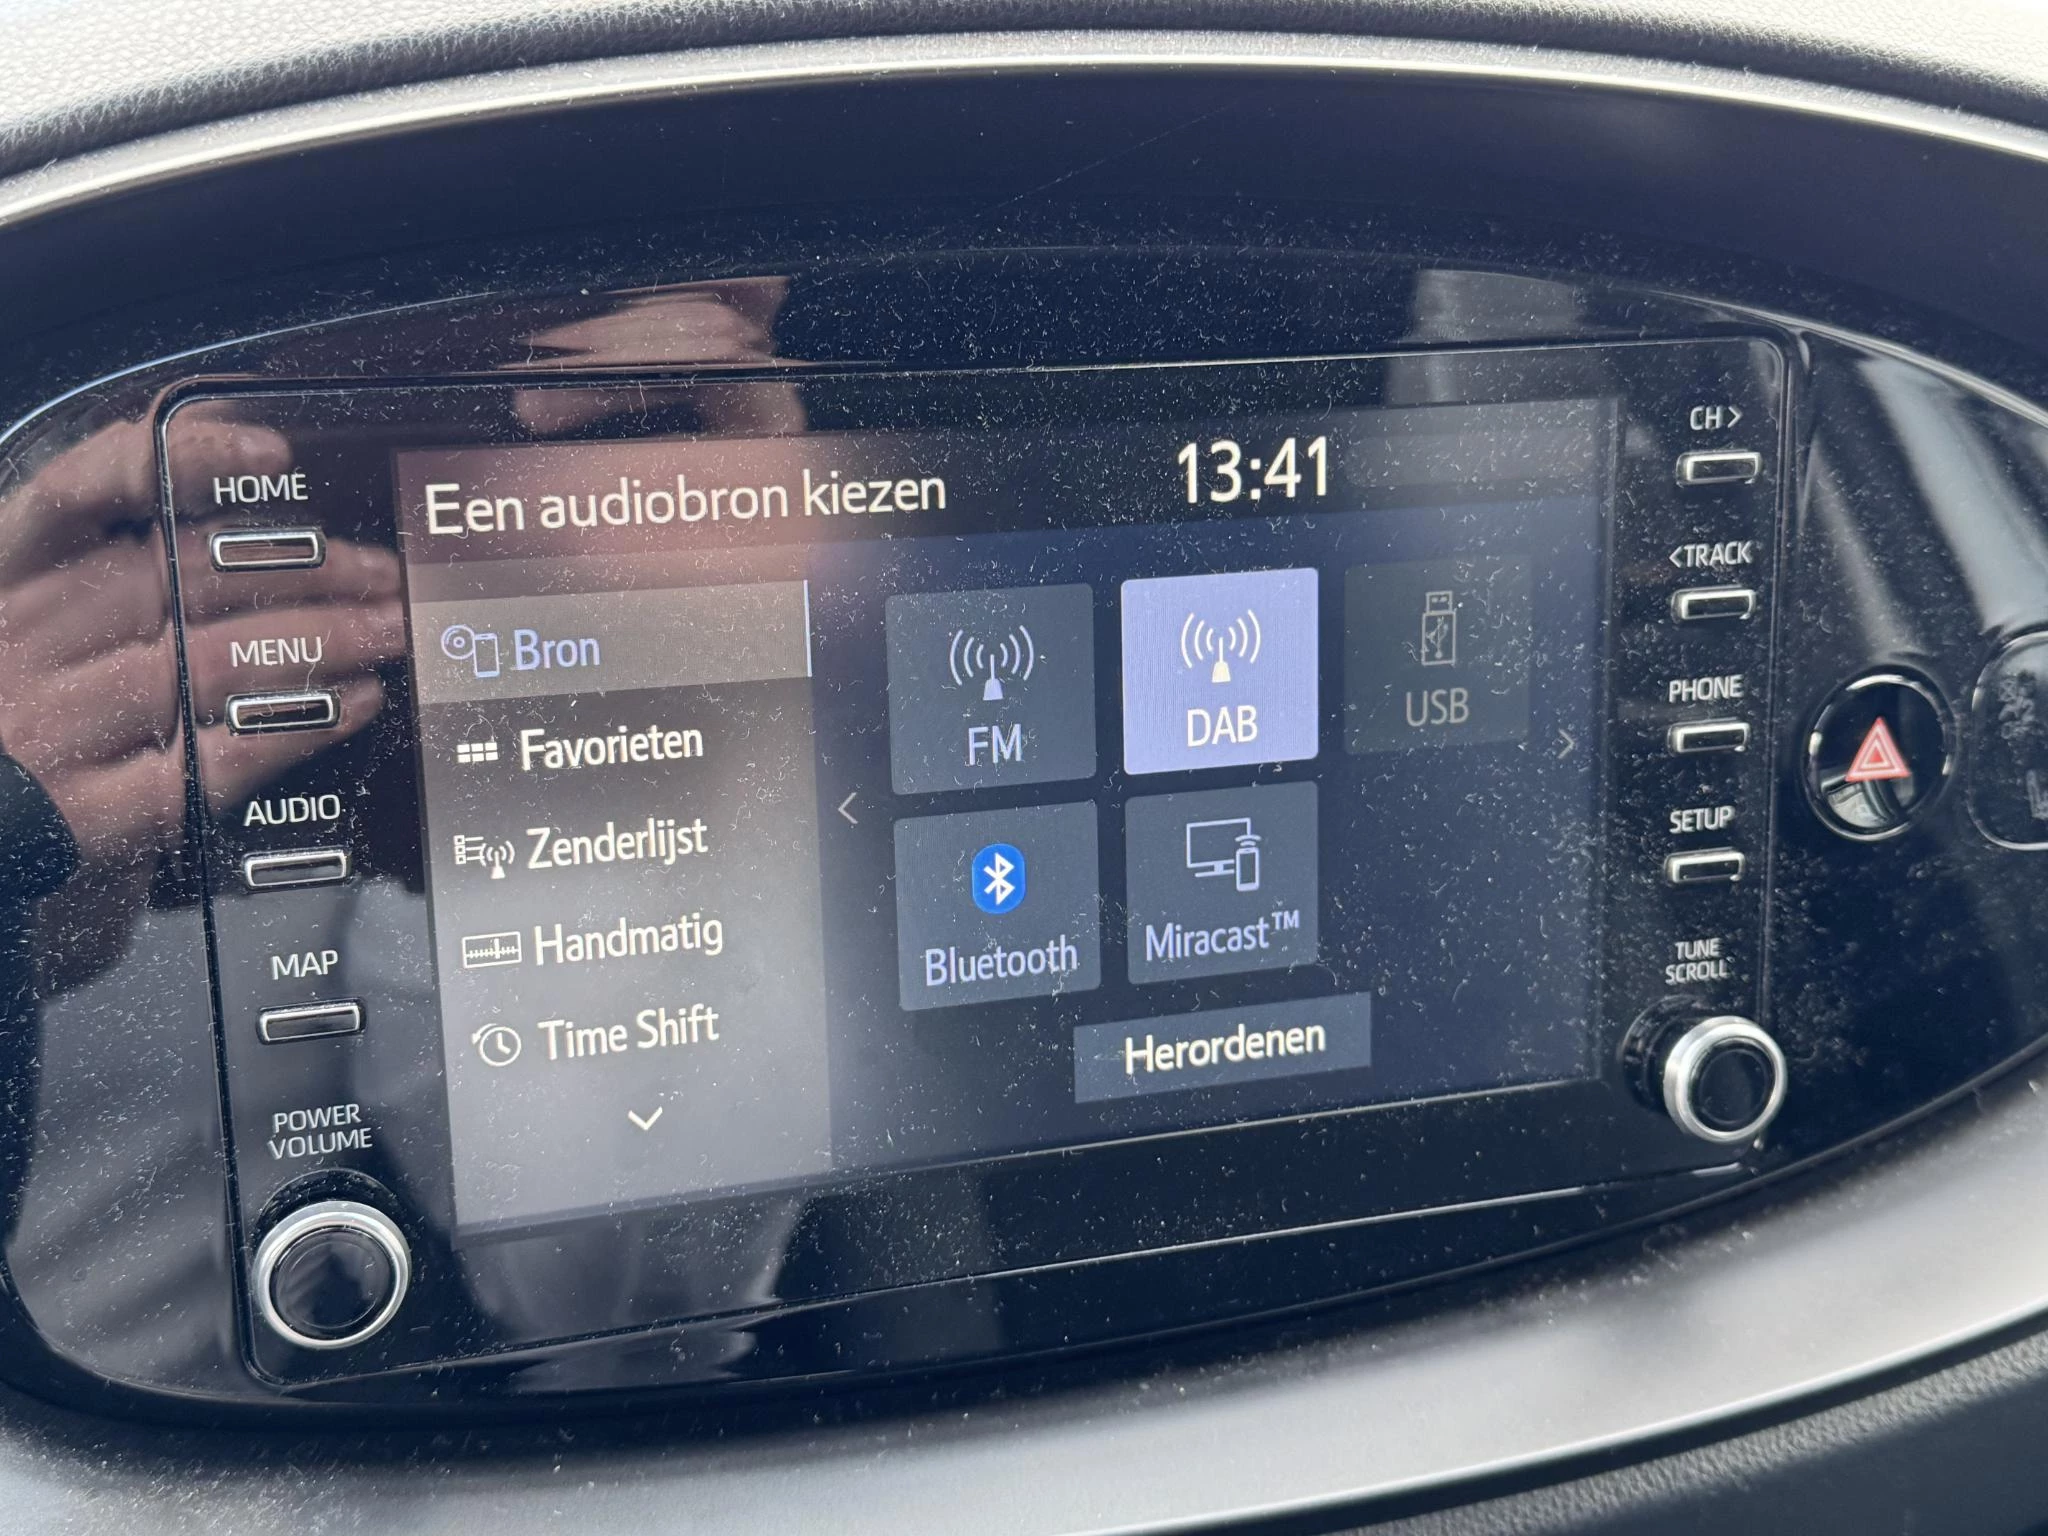 HOME
MENU
AUDIO
MAP
POWER
VOLUME
Een audiobron kiezen
13:41
Bron
Favorieten
Zenderlijst
Handmatig
Time Shift
FM
DAB
USB
Bluetooth
Miracast™
Herordenen
CH>
<TRACK
PHONE
SETUP
TUNE
SCROLL